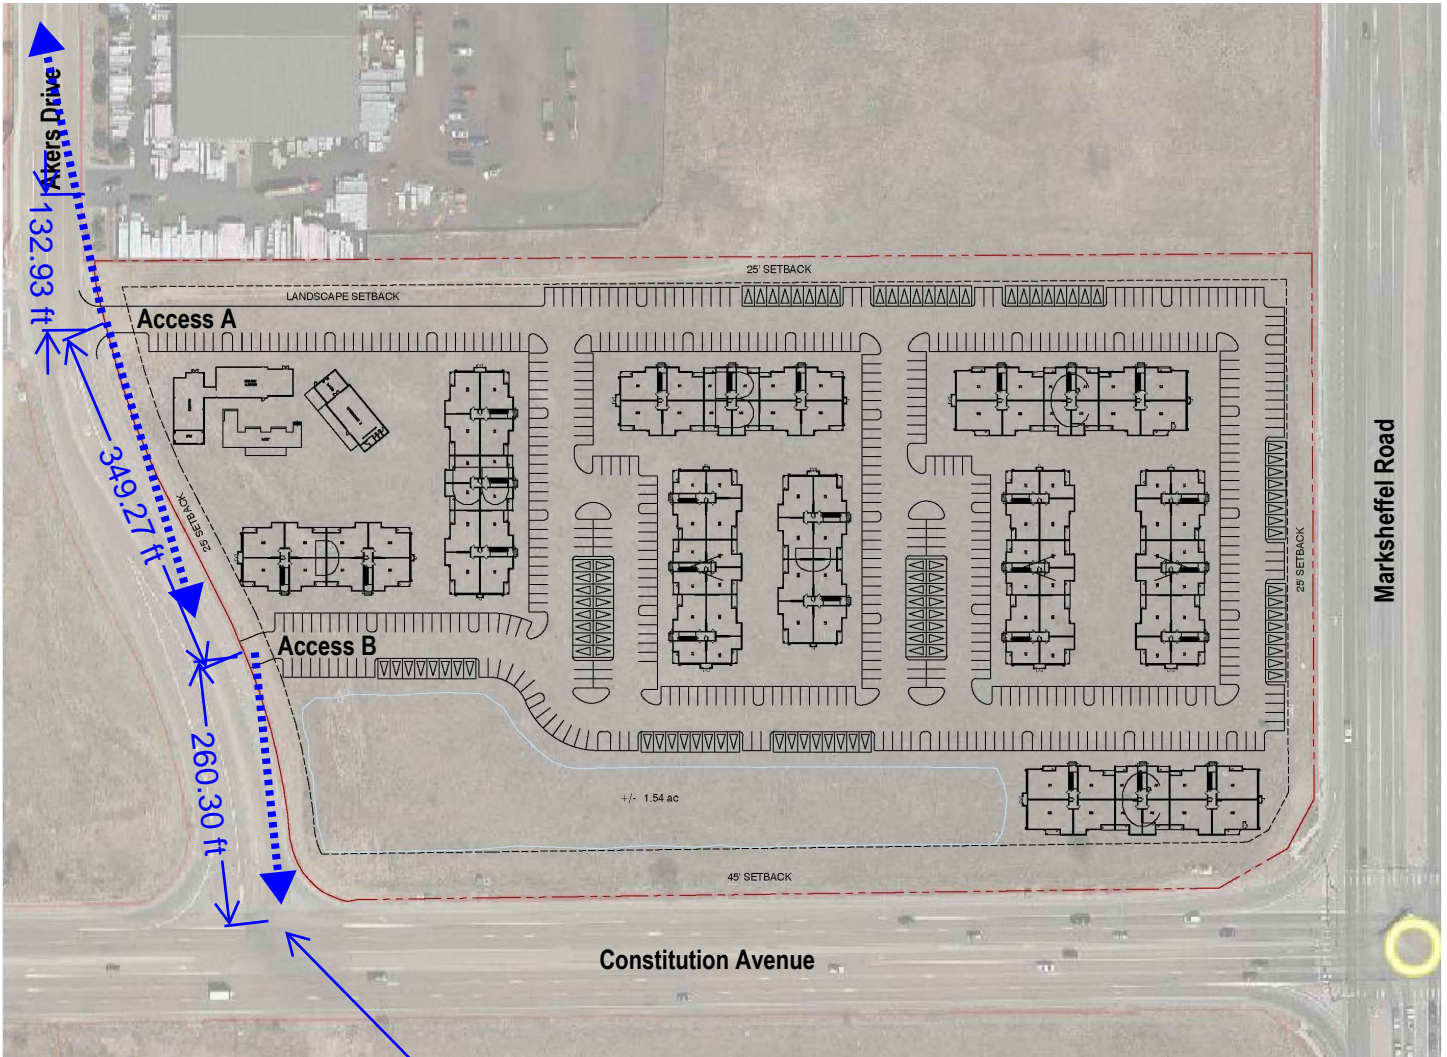 Akers Drive
132.93 ft
25' SETBACK
LANDSCAPE SETBACK
Access A
349.27 ft
25' SETBACK
Marksheffel Road
25' SETBACK
Access B
260.30 ft
+/- 1.54 ac
45' SETBACK
Constitution Avenue